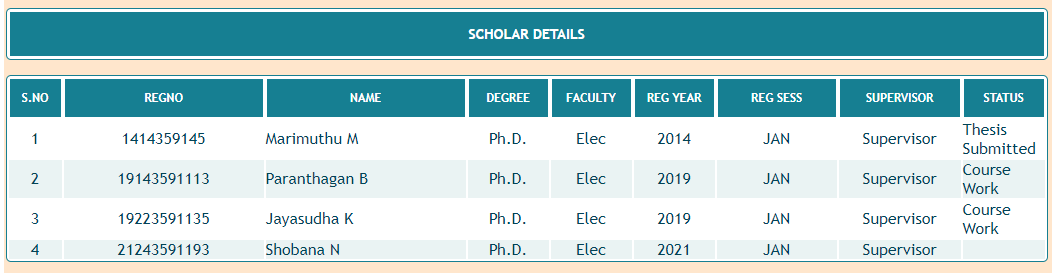 SCHOLAR DETAILS
S.NO REGNO NAME DEGREE FACULTY REG YEAR REG SESS SUPERVISOR STATUS
1 1414359145 Marimuthu M Ph.D. Elec 2014 JAN Supervisor Thesis Submitted
2 19143591113 Paranthagan B Ph.D. Elec 2019 JAN Supervisor Course Work
3 19223591135 Jayasudha K Ph.D. Elec 2019 JAN Supervisor Course Work
4 21243591193 Shobana N Ph.D. Elec 2021 JAN Supervisor